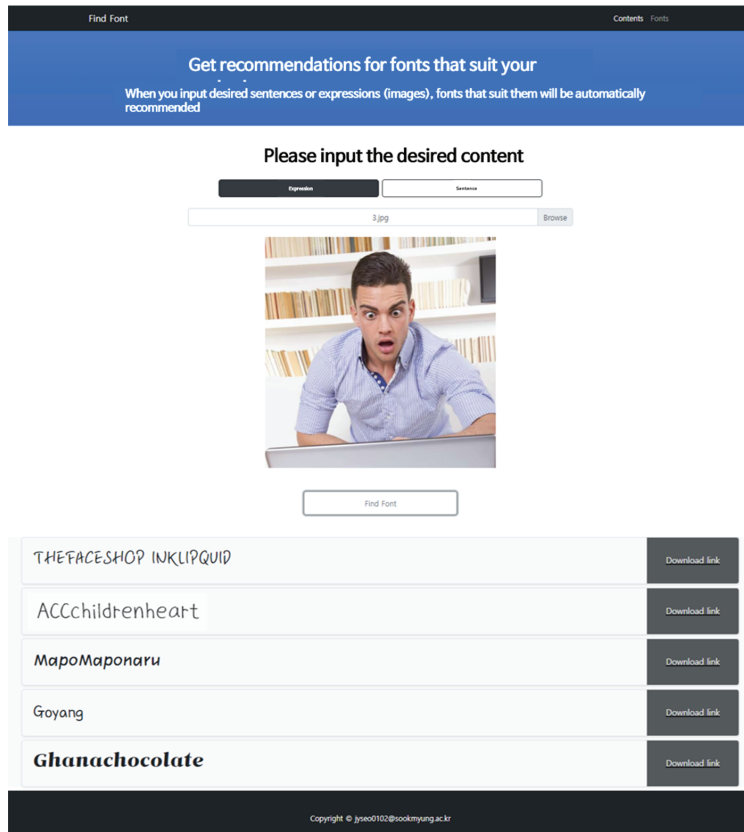 Find Font
Contents Fonts
Get recommendations for fonts that suit your
When you input desired sentences or expressions (images), fonts that suit them will be automatically
recommended
Please input the desired content
Expression
Sentence
3.jpg
Browse
Find Font
THEFACESHOP INKLIPQUID
Download link
ACCchildrenheart
Download link
MapoMaponaru
Download link
Goyang
Download link
Ghanachocolate
Download link
Copyright © jyseo0102@sookmyung.ac.kr